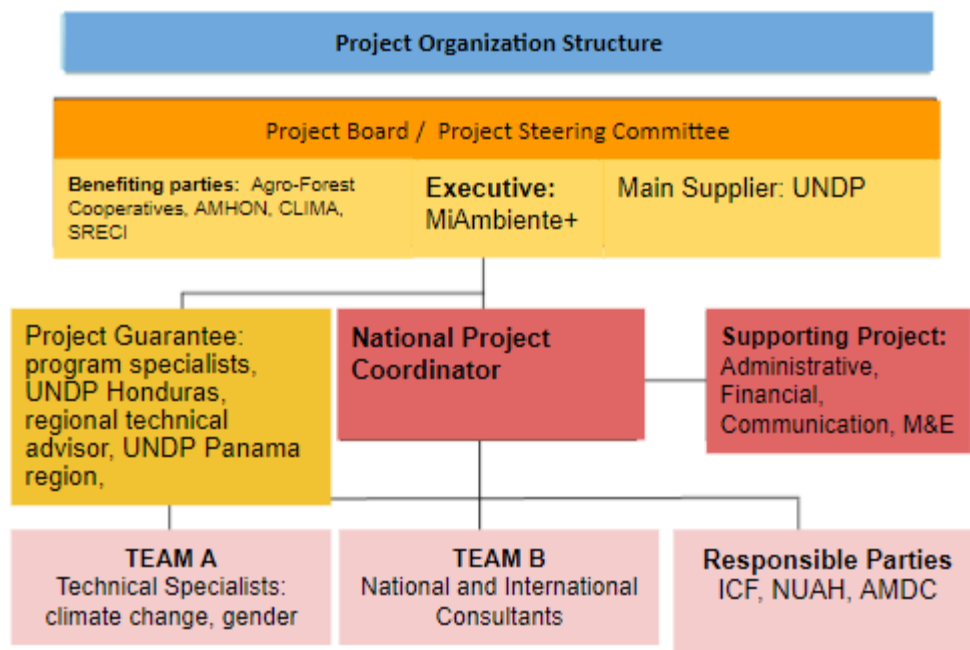 Project Organization Structure
Project Board / Project Steering Committee
Benefiting parties: Agro-Forest
Cooperatives, AMHON, CLIMA,
SRECI
Executive:
MiAmbiente+
Main Supplier: UNDP
Project Guarantee:
program specialists,
UNDP Honduras,
regional technical
advisor, UNDP Panama
region,
National Project
Coordinator
Supporting Project:
Administrative,
Financial,
Communication, M&E
TEAM A
Technical Specialists:
climate change, gender
TEAM B
National and International
Consultants
Responsible Parties
ICF, NUAH, AMDC